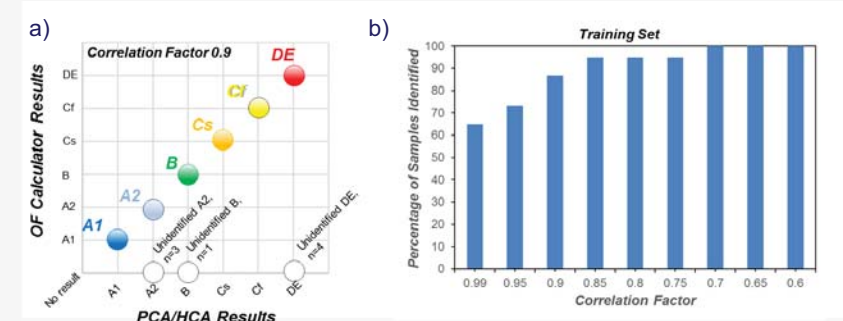 a)
Correlation Factor 0.9
OF Calculator Results
DE
Cf
Cs
B
A2
A1
No result
DE
Cf
Cs
B
A2
A1
Unidentified A2,
n=3
Unidentified B,
n=1
Unidentified DE,
n=4
A1
A2
B
Cs
Cf
DE
PCA/HCA Results
b)
Training Set
Percentage of Samples Identified
100
90
80
70
60
50
40
30
20
10
0
0.99 0.95 0.9 0.85 0.8 0.75 0.7 0.65 0.6
Correlation Factor